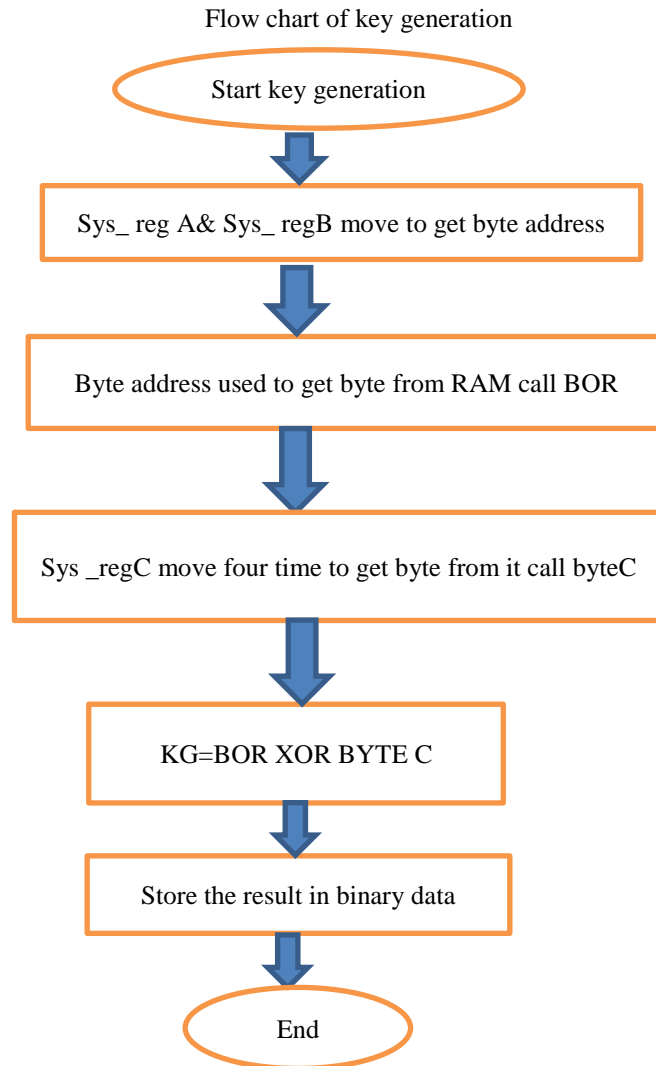 Flow chart of key generation
Start key generation
Sys_ reg A& Sys_ regB move to get byte address
Byte address used to get byte from RAM call BOR
Sys _regC move four time to get byte from it call byteC
KG=BOR XOR BYTE C
Store the result in binary data
End